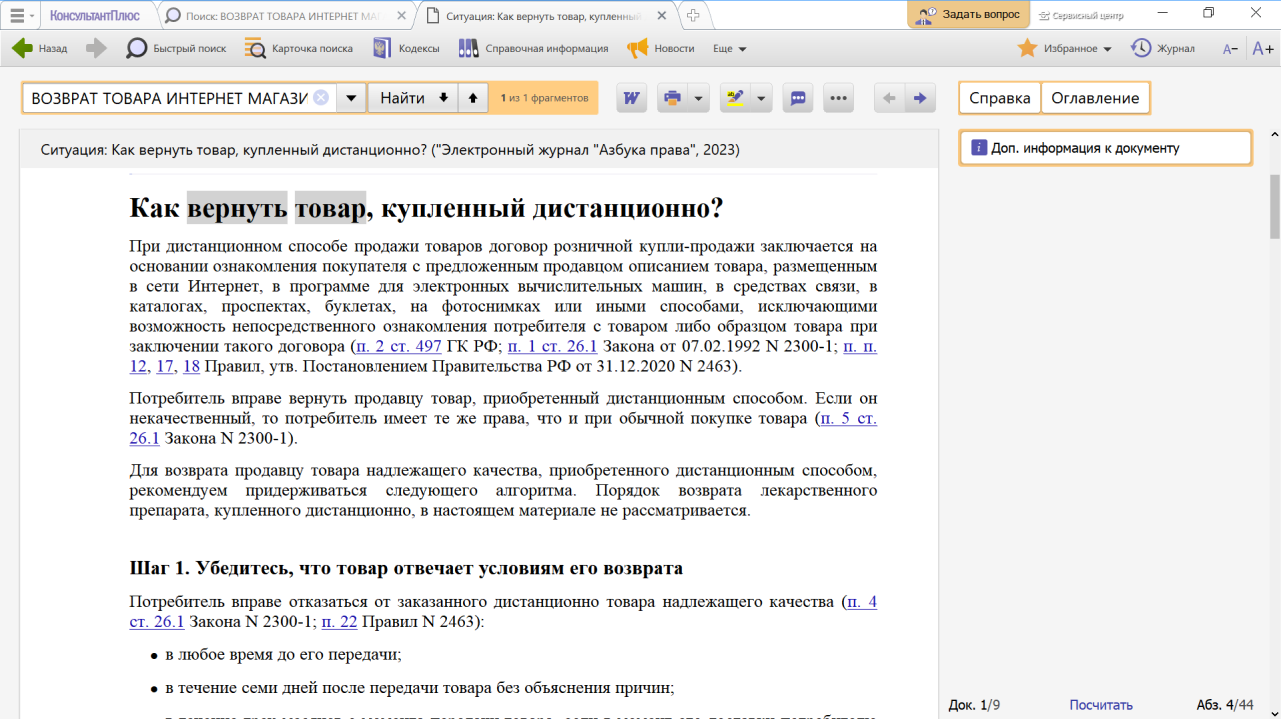 КонсультантПлюс
Поиск: ВОЗВРАТ ТОВАРА ИНТЕРНЕТ МАГ
Ситуация: Как вернуть товар, купленный
Задать вопрос
Сервисный центр
Назад
Быстрый поиск
Карточка поиска
Кодексы
Справочная информация
Новости
Еще
Избранное
Журнал
A− A+
ВОЗВРАТ ТОВАРА ИНТЕРНЕТ МАГАЗИ
Найти
1 из 1 фрагментов
Справка
Оглавление
Ситуация: Как вернуть товар, купленный дистанционно? ("Электронный журнал "Азбука права", 2023)
i Доп. информация к документу
Как вернуть товар, купленный дистанционно?
При дистанционном способе продажи товаров договор розничной купли-продажи заключается на
основании ознакомления покупателя с предложенным продавцом описанием товара, размещенным
в сети Интернет, в программе для электронных вычислительных машин, в средствах связи, в
каталогах, проспектах, буклетах, на фотоснимках или иными способами, исключающими
возможность непосредственного ознакомления потребителя с товаром либо образцом товара при
заключении такого договора (п. 2 ст. 497 ГК РФ; п. 1 ст. 26.1 Закона от 07.02.1992 N 2300-1; п. п.
12, 17, 18 Правил, утв. Постановлением Правительства РФ от 31.12.2020 N 2463).
Потребитель вправе вернуть продавцу товар, приобретенный дистанционным способом. Если он
некачественный, то потребитель имеет те же права, что и при обычной покупке товара (п. 5 ст.
26.1 Закона N 2300-1).
Для возврата продавцу товара надлежащего качества, приобретенного дистанционным способом,
рекомендуем придерживаться следующего алгоритма. Порядок возврата лекарственного
препарата, купленного дистанционно, в настоящем материале не рассматривается.
Шаг 1. Убедитесь, что товар отвечает условиям его возврата
Потребитель вправе отказаться от заказанного дистанционно товара надлежащего качества (п. 4
ст. 26.1 Закона N 2300-1; п. 22 Правил N 2463):
• в любое время до его передачи;
• в течение семи дней после передачи товара без объяснения причин;
Док. 1/9
Посчитать
Абз. 4/44